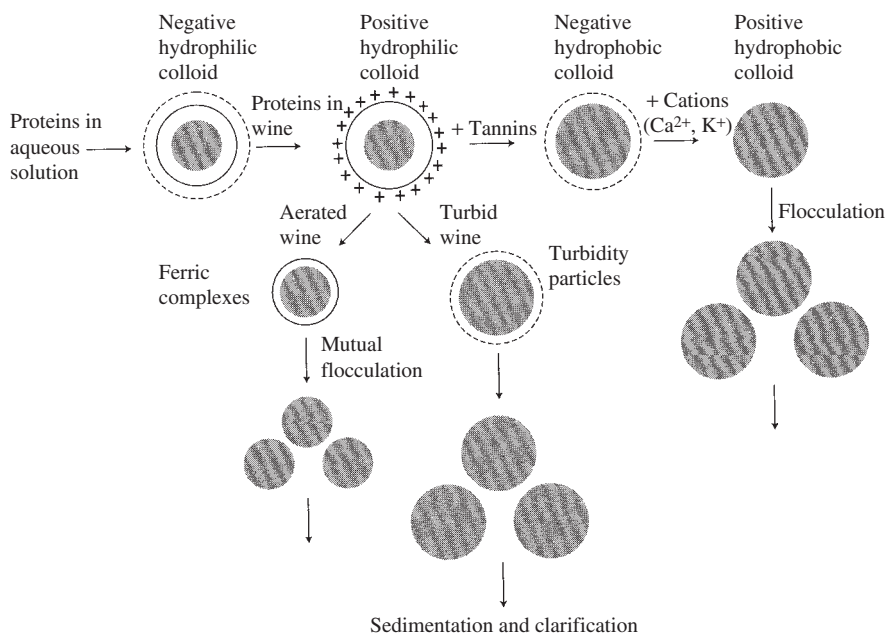 Negative
hydrophilic
colloid
Positive
hydrophilic
colloid
Negative
hydrophobic
colloid
Positive
hydrophobic
colloid
Proteins in
aqueous
solution
Proteins in
wine
+ Tannins
+ Cations
(Ca²⁺, K⁺)
Aerated
wine
Turbid
wine
Flocculation
Ferric
complexes
Turbidity
particles
Mutual
flocculation
Sedimentation and clarification